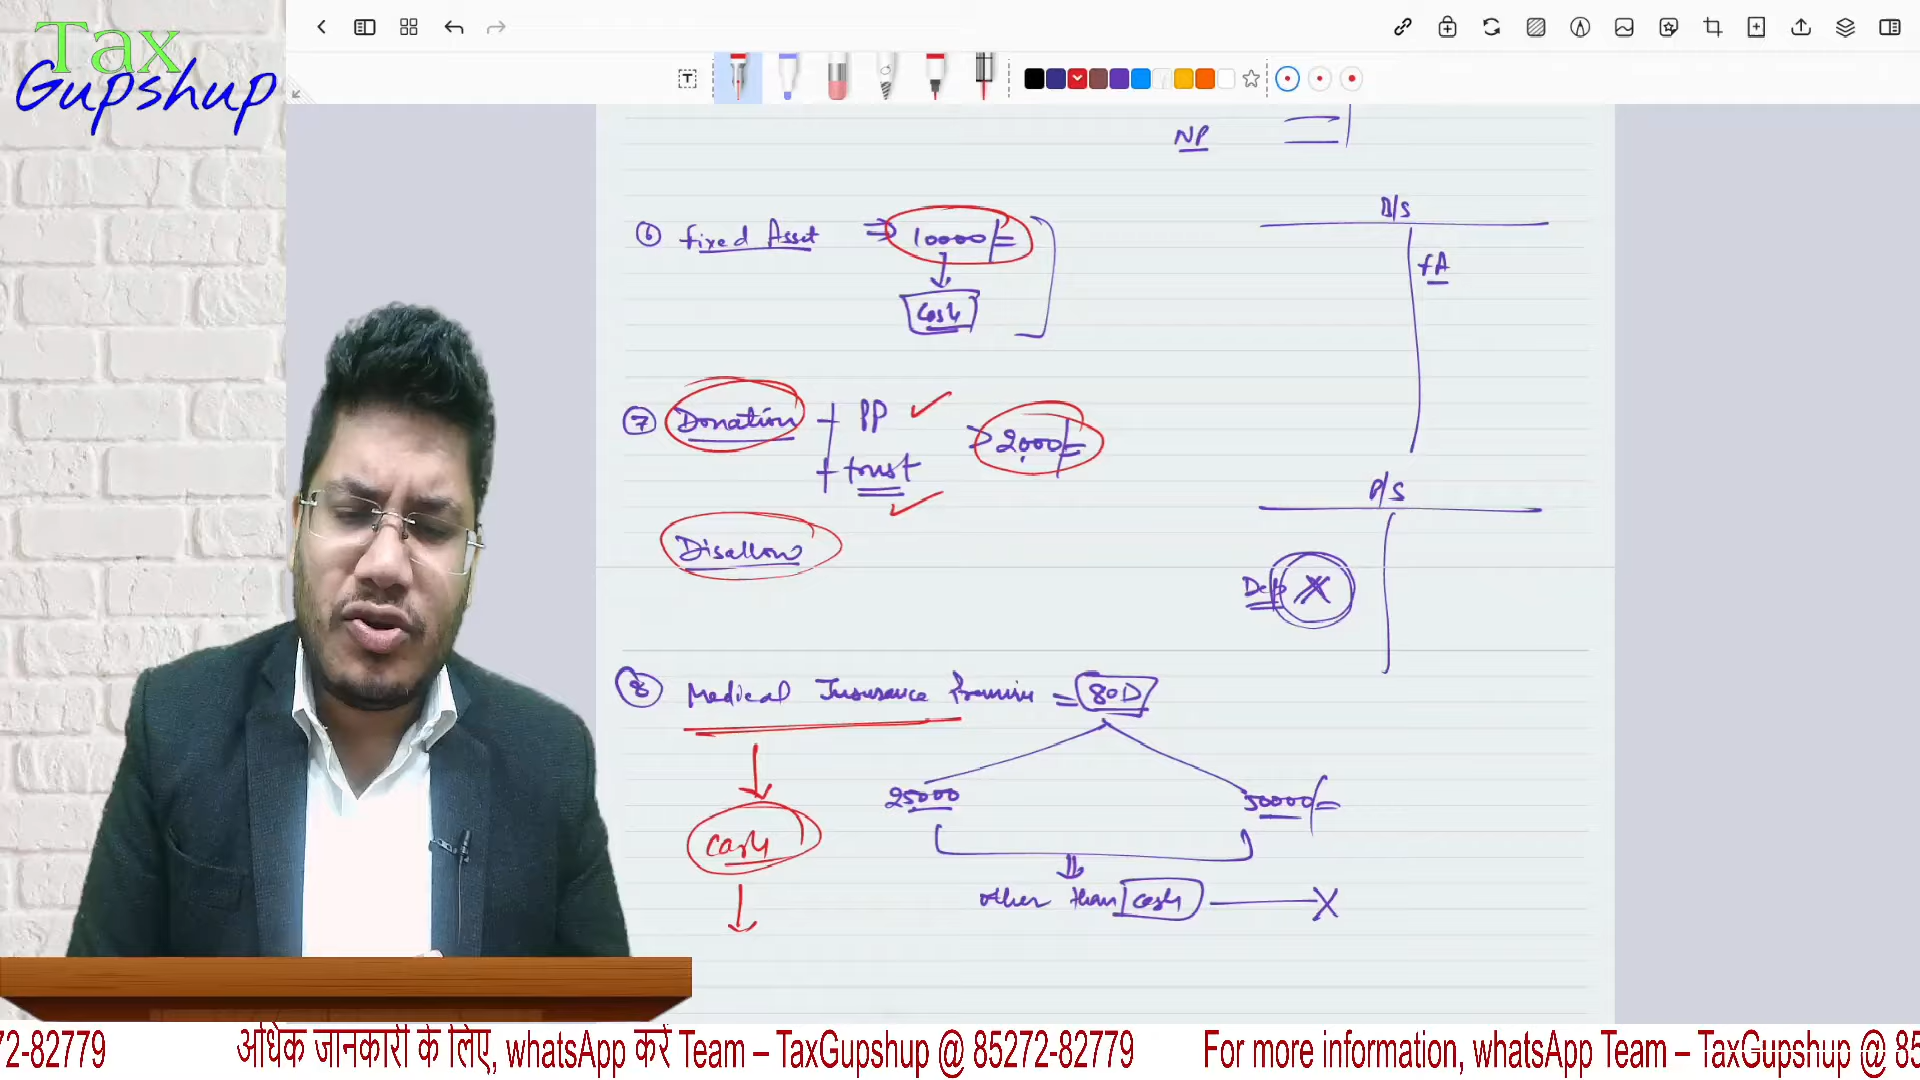 Tax
Gupshup
NP
⑥ fixed Asset ⇒ 10000/=
cash
B/S
fA
⑦ Donation PP ✓ > 2000/=
trust ✓
Disallow
P/S
Dep X
⑧ Medical Insurance Premium = 80D
25000 50000/=
cash
other than cash X
72-82779 अधिक जानकारी के लिए, whatsApp करें Team – TaxGupshup @ 85272-82779 For more information, whatsApp Team – TaxGupshup @ 85